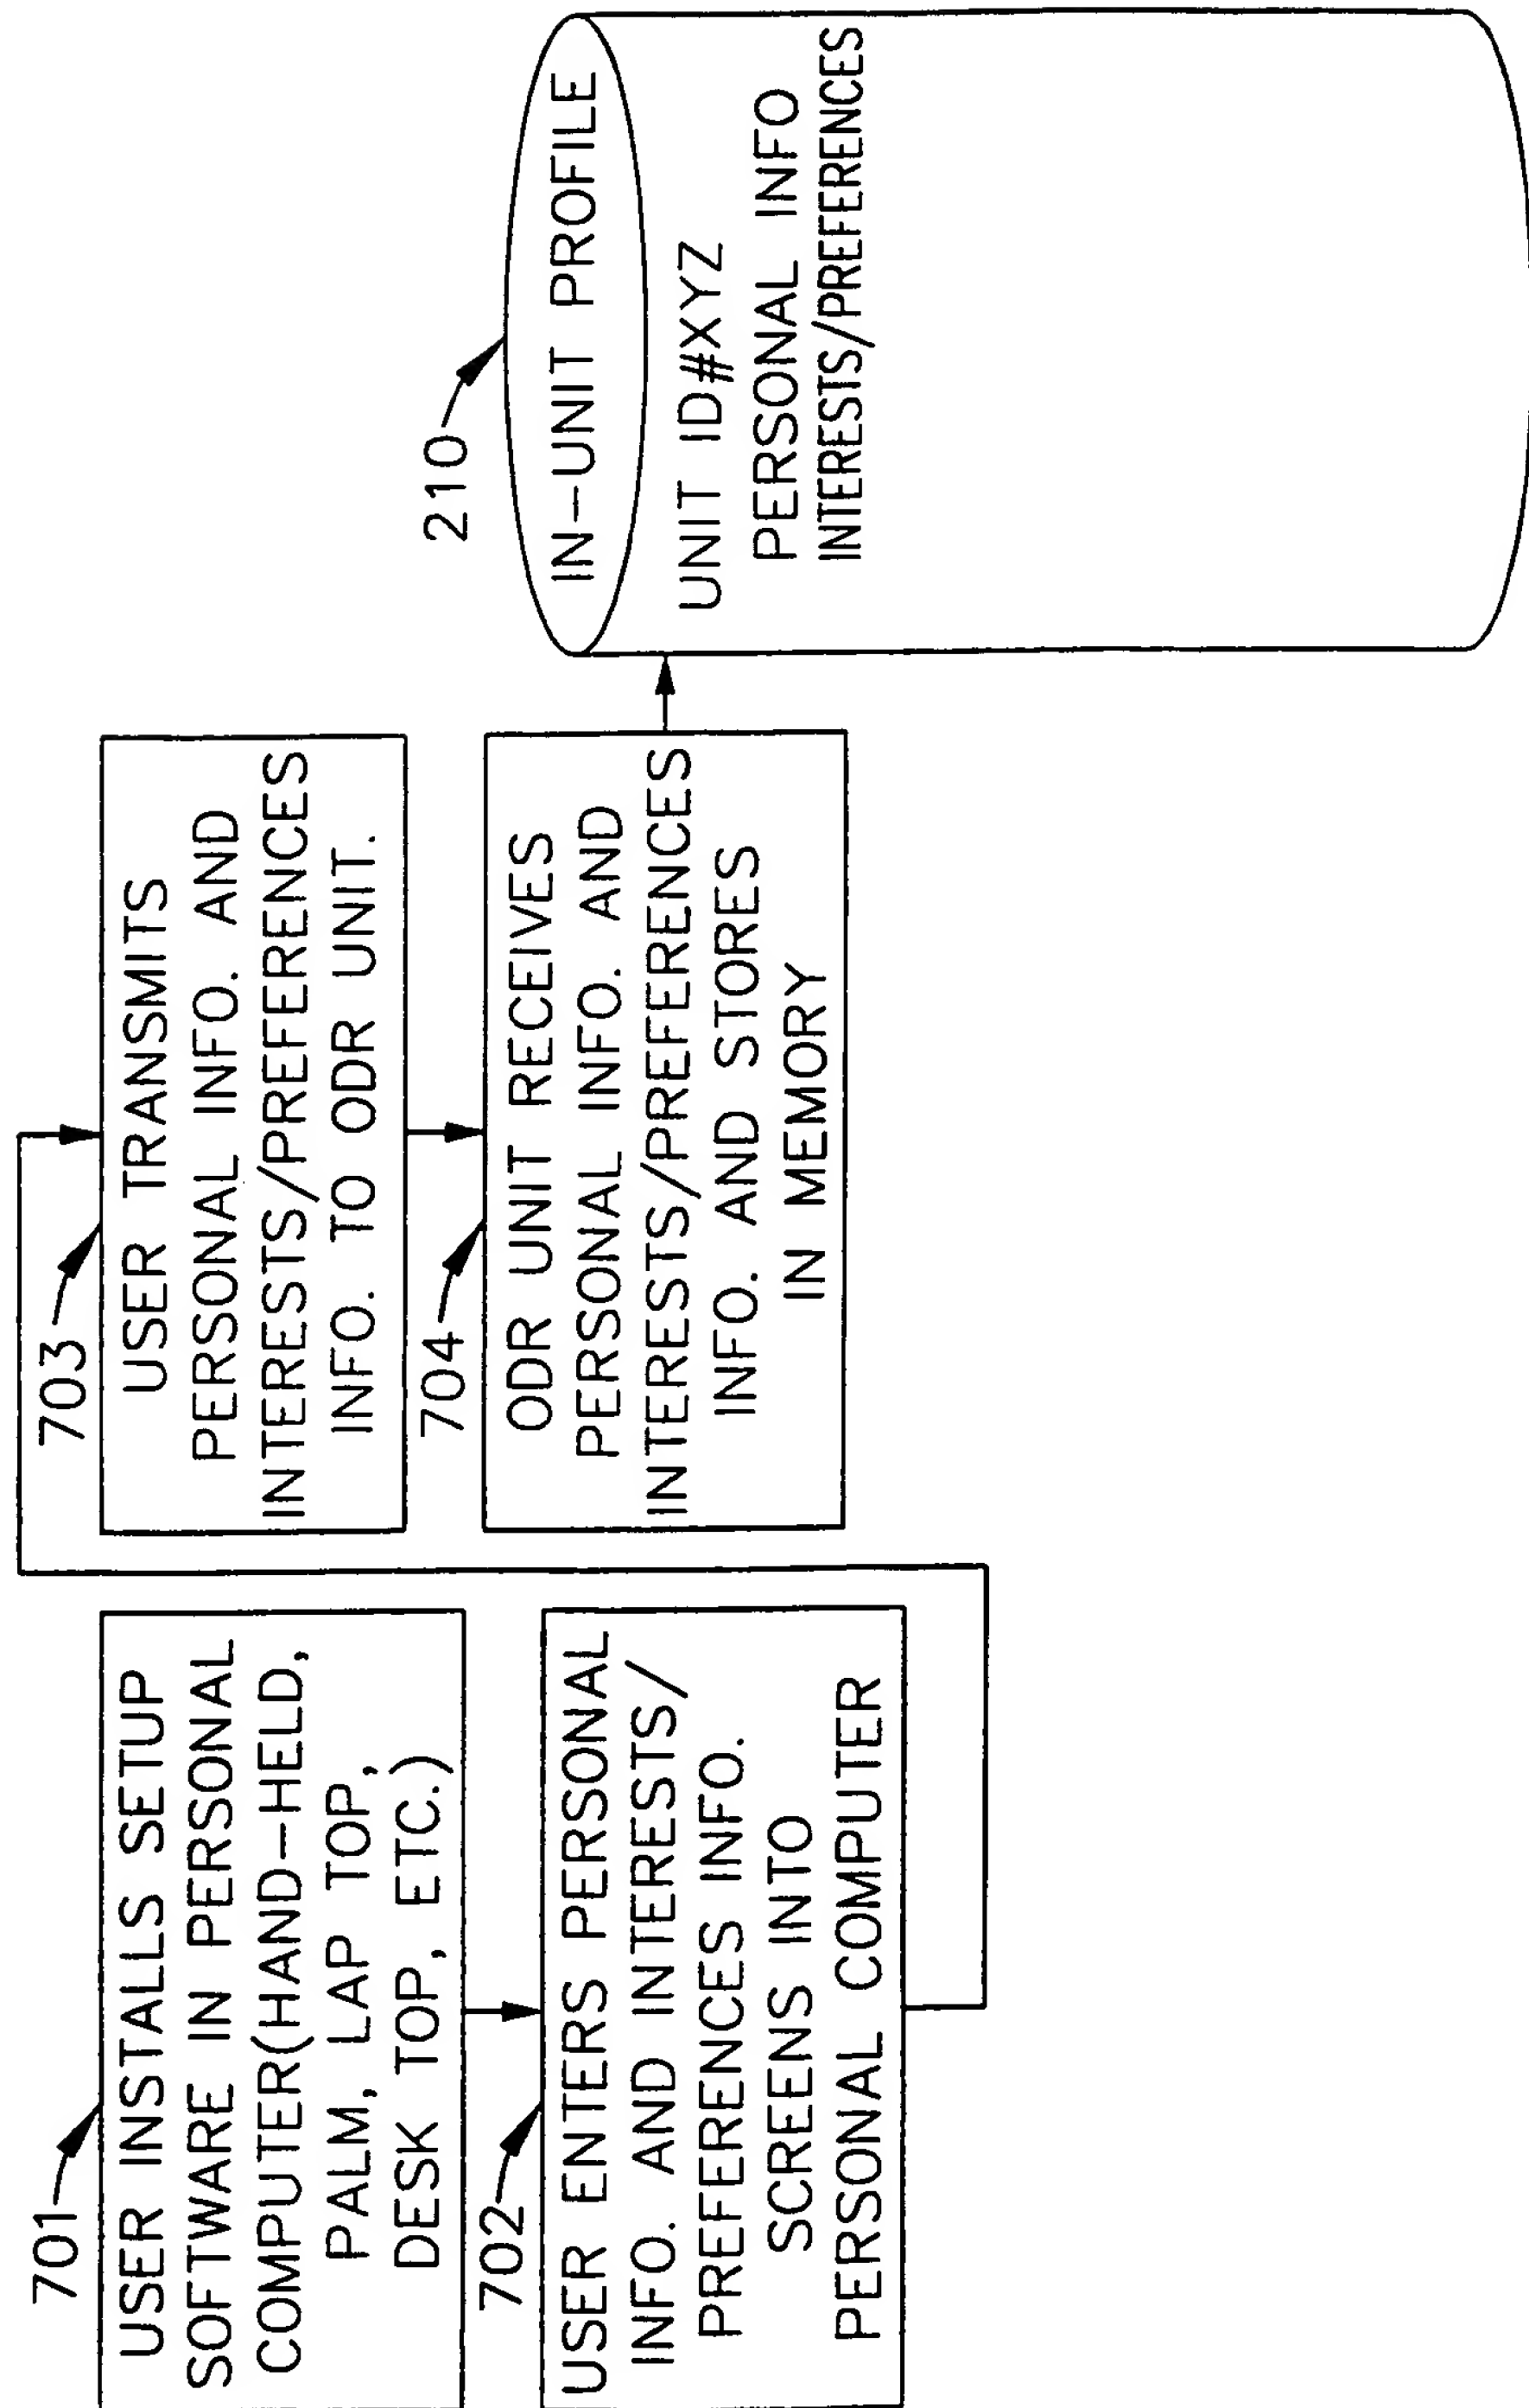 701
USER INSTALLS SETUP
SOFTWARE IN PERSONAL
COMPUTER(HAND-HELD,
PALM, LAP TOP,
DESK TOP, ETC.)
702
USER ENTERS PERSONAL
INFO. AND INTERESTS/
PREFERENCES INFO.
SCREENS INTO
PERSONAL COMPUTER
703
USER TRANSMITS
PERSONAL INFO. AND
INTERESTS/PREFERENCES
INFO. TO ODR UNIT.
704
ODR UNIT RECEIVES
PERSONAL INFO. AND
INTERESTS/PREFERENCES
INFO. AND STORES
IN MEMORY
210
IN-UNIT PROFILE
UNIT ID#XYZ
PERSONAL INFO
INTERESTS/PREFERENCES